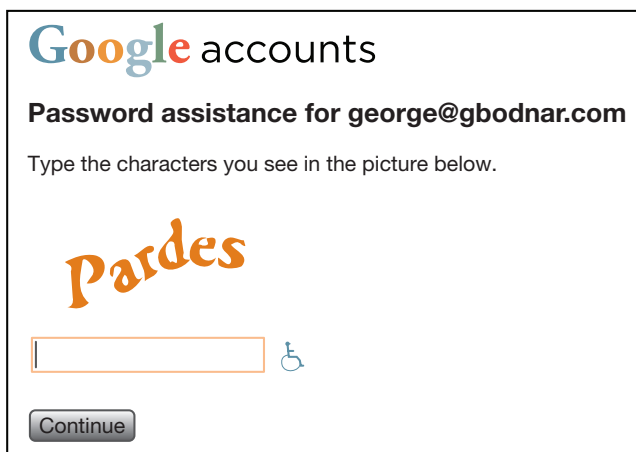 Google accounts
Password assistance for george@gbodnar.com
Type the characters you see in the picture below.
Pardes
Continue